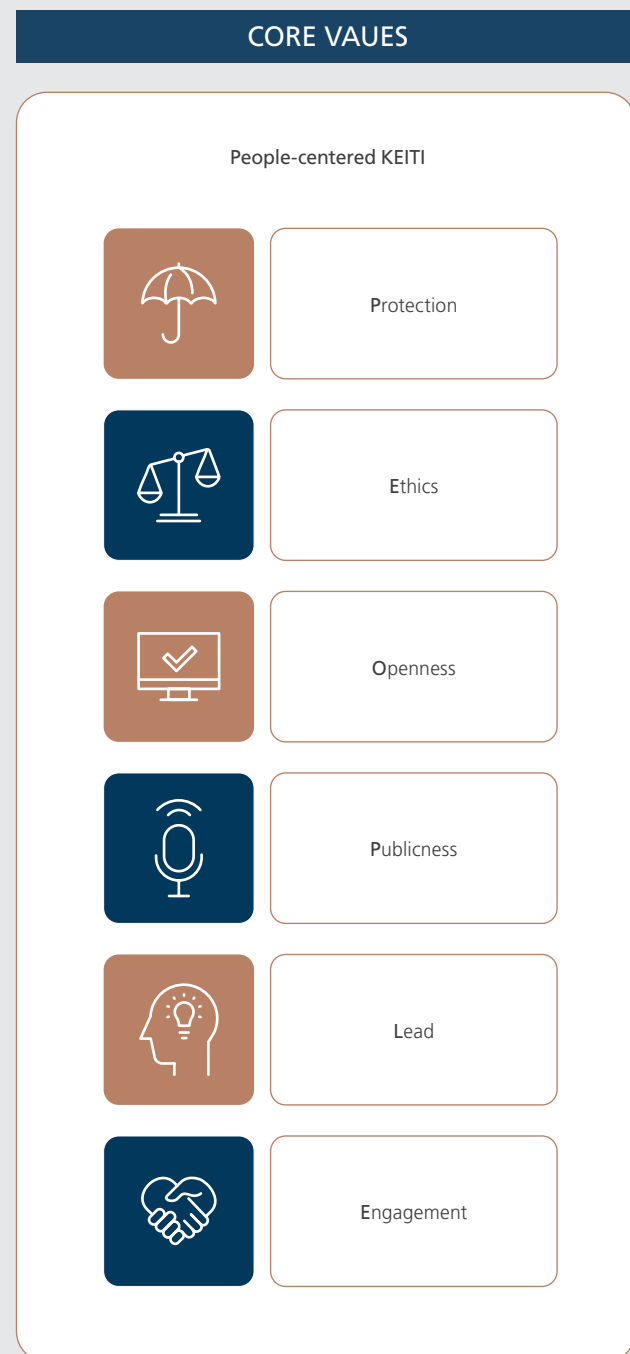 CORE VAUES
People-centered KEITI
Protection
Ethics
Openness
Publicness
Lead
Engagement